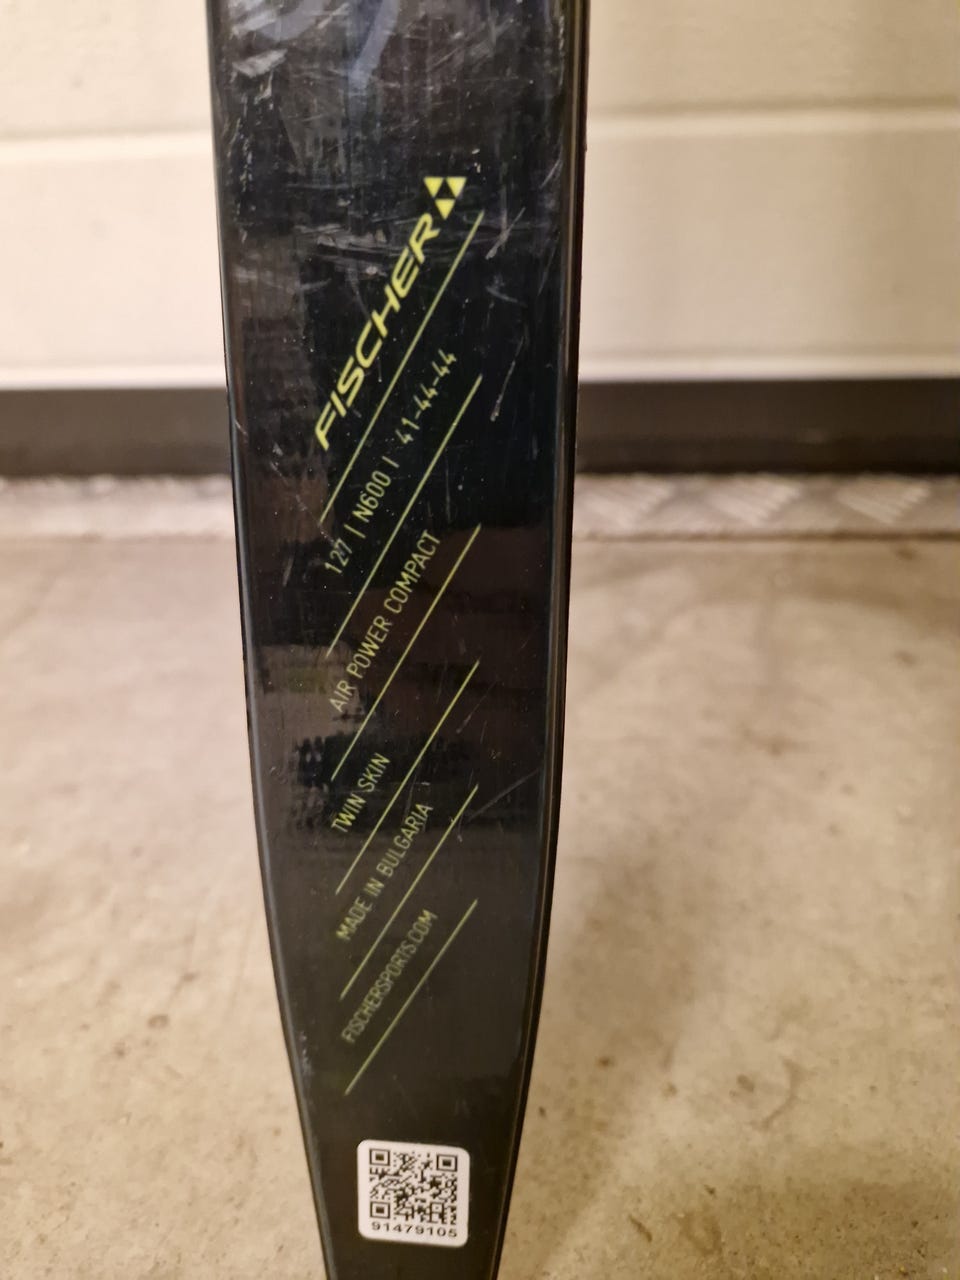 FISCHER
127 | N600 | 41-44-44
AIR POWER COMPACT
TWIN SKIN
MADE IN BULGARIA
FISCHERSPORTS.COM
91479105